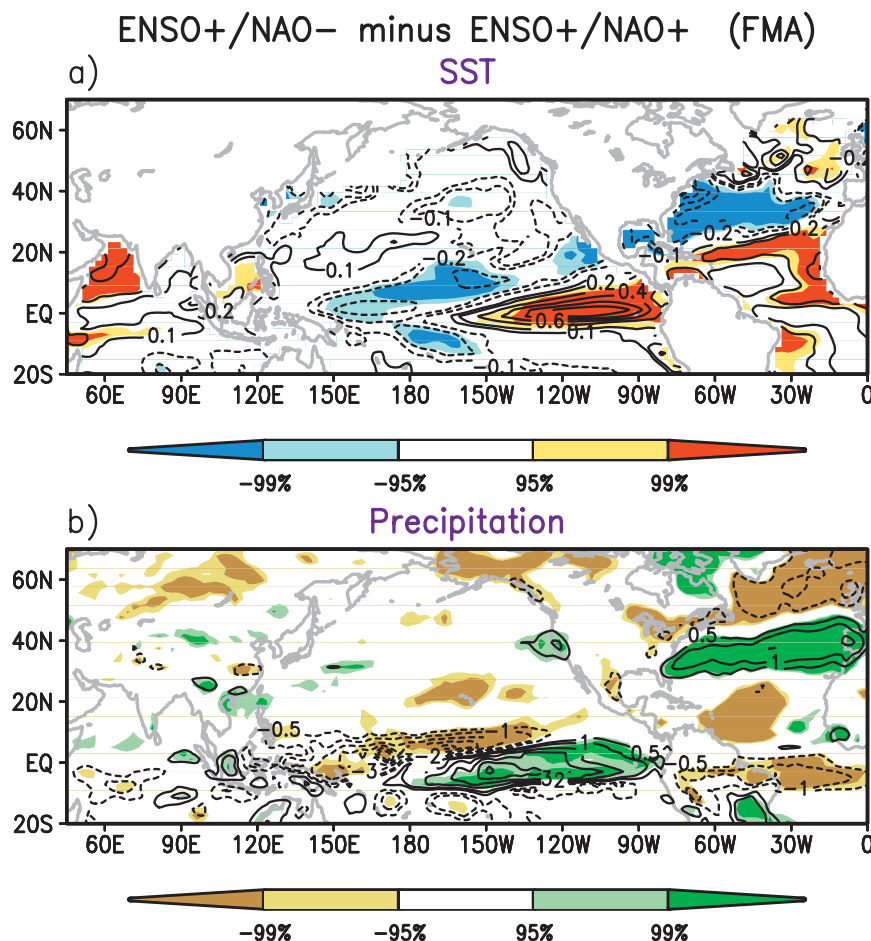 ENSO+/NAO− minus ENSO+/NAO+ (FMA)
a) SST
60N
40N
20N
EQ
20S
−0.1
−0.2
0.1
0.2
0.1
−0.1
0.2
0.4
0.6
−0.1
−0.1
−0.2
0.2
−0.2
60E 90E 120E 150E 180 150W 120W 90W 60W 30W 0
−99% −95% 95% 99%
b) Precipitation
60N
40N
20N
EQ
20S
0.5
1
−0.5
1
1
0.5
−0.5
−2
−3
−32
1
60E 90E 120E 150E 180 150W 120W 90W 60W 30W 0
−99% −95% 95% 99%